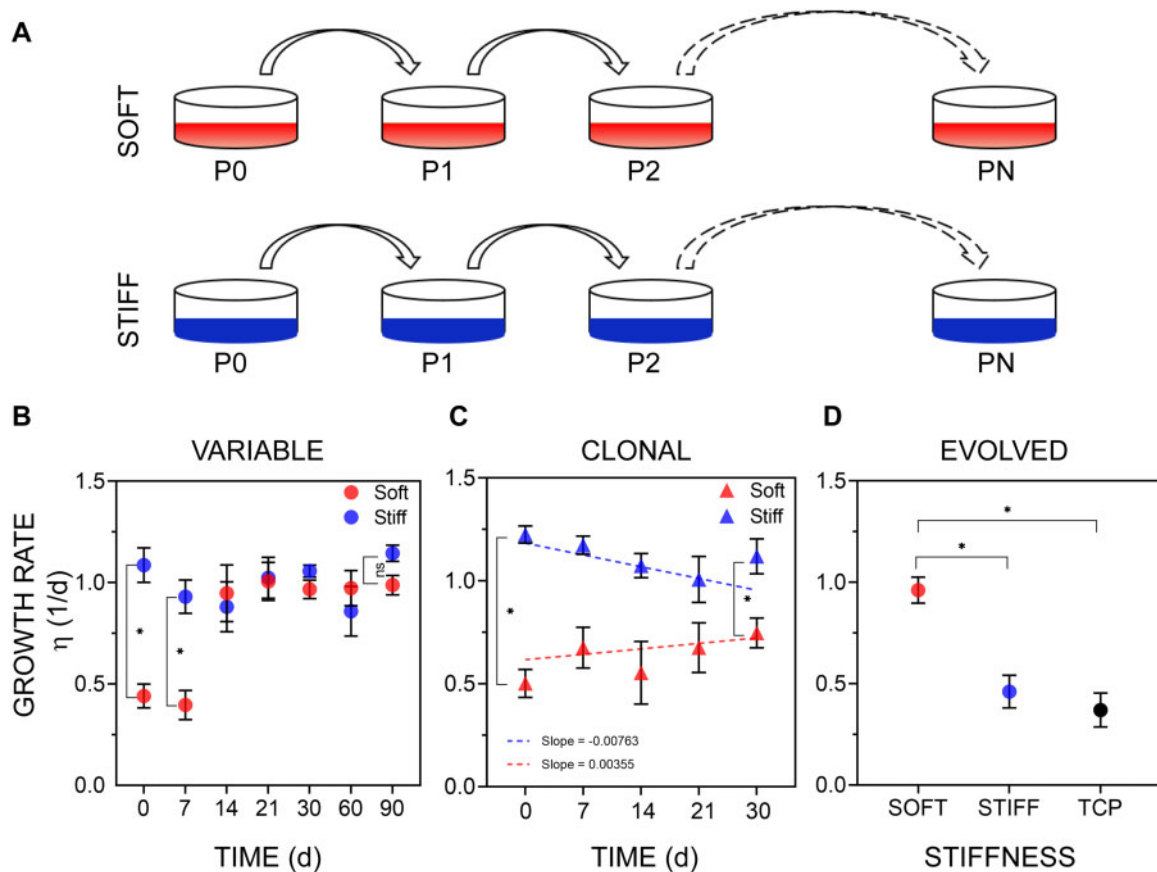 A
SOFT
P0 P1 P2 PN
STIFF
P0 P1 P2 PN
B
VARIABLE
GROWTH RATE
η (1/d)
1.5
1.0
0.5
0.0
Soft
Stiff
*
*
ns
0 7 14 21 30 60 90
TIME (d)
C
CLONAL
1.5
1.0
0.5
0.0
Soft
Stiff
*
*
Slope = -0.00763
Slope = 0.00355
0 7 14 21 30
TIME (d)
D
EVOLVED
1.5
1.0
0.5
0.0
*
*
SOFT STIFF TCP
STIFFNESS